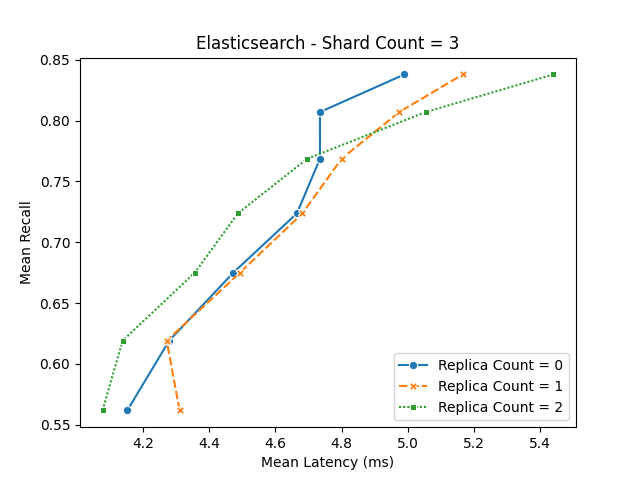 Elasticsearch - Shard Count = 3
0.85
0.80
0.75
0.70
0.65
0.60
0.55
Mean Recall
Replica Count = 0
Replica Count = 1
Replica Count = 2
4.2 4.4 4.6 4.8 5.0 5.2 5.4
Mean Latency (ms)